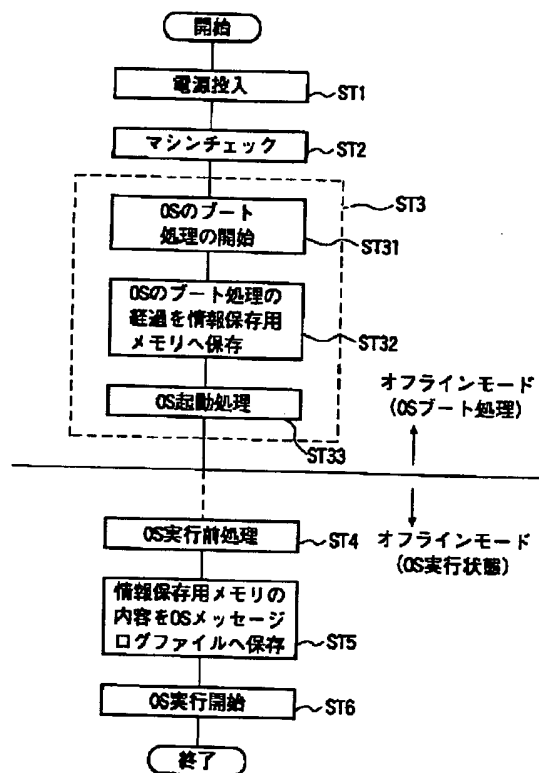 開始
電源投入
ST1
マシンチェック
ST2
ST3
OSのブート
処理の開始
ST31
OSのブート処理の
経過を情報保存用
メモリへ保存
ST32
OS起動処理
ST33
オフラインモード
(OSブート処理)
OS実行前処理
ST4
オフラインモード
(OS実行状態)
情報保存用メモリの
内容をOSメッセージ
ログファイルへ保存
ST5
OS実行開始
ST6
終了